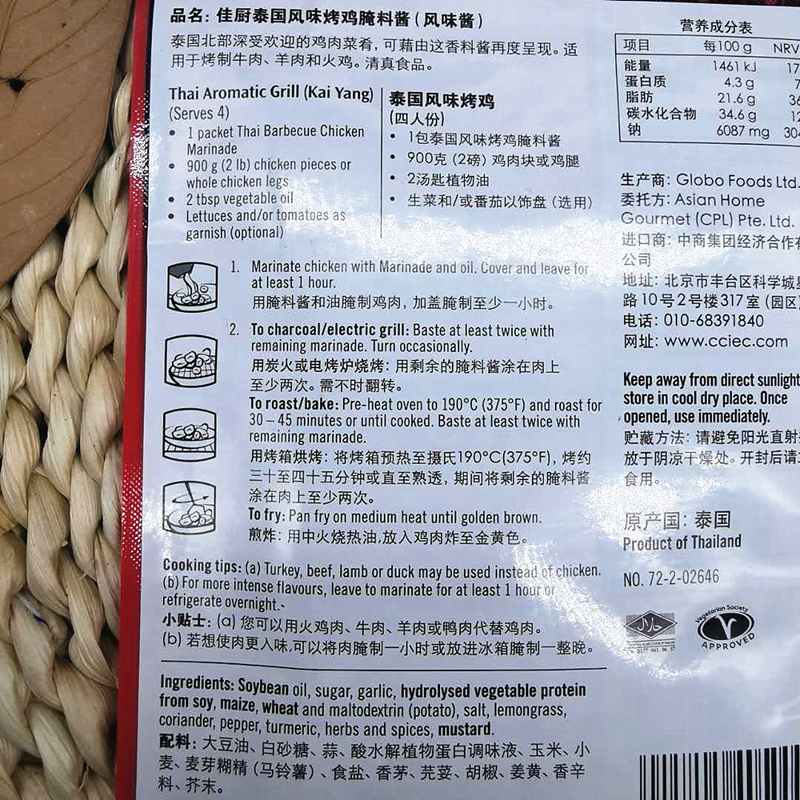 品名: 佳厨泰国风味烤鸡腌料酱 ( 风味酱 )
泰国北部深受欢迎的鸡肉菜肴, 可藉由这香料酱再度呈现。适
用于烤制牛肉、羊肉和火鸡。清真食品。
Thai Aromatic Grill (Kai Yang)
(Serves 4)
• 1 packet Thai Barbecue Chicken
Marinade
• 900 g (2 lb) chicken pieces or
whole chicken legs
• 2 tbsp vegetable oil
• Lettuces and/or tomatoes as
garnish (optional)
泰国风味烤鸡
(四人份)
• 1包泰国风味烤鸡腌料酱
• 900克 (2磅) 鸡肉块或鸡腿
• 2汤匙植物油
• 生菜和/或番茄以饰盘 (选用)
1. Marinate chicken with Marinade and oil. Cover and leave for
at least 1 hour.
用腌料酱和油腌制鸡肉, 加盖腌制至少一小时。
2. To charcoal/electric grill: Baste at least twice with
remaining marinade. Turn occasionally.
用炭火或电烤炉烧烤: 用剩余的腌料酱涂在肉上
至少两次。需不时翻转。
To roast/bake: Pre-heat oven to 190°C (375°F) and roast for
30 – 45 minutes or until cooked. Baste at least twice with
remaining marinade.
用烤箱烘烤: 将烤箱预热至摄氏190°C(375°F), 烤约
三十至四十五分钟或直至熟透, 期间将剩余的腌料酱
涂在肉上至少两次。
To fry: Pan fry on medium heat until golden brown.
煎炸: 用中火烧热油,放入鸡肉炸至金黄色。
Cooking tips: (a) Turkey, beef, lamb or duck may be used instead of chicken.
(b) For more intense flavours, leave to marinate for at least 1 hour or
refrigerate overnight.
小贴士: (a) 您可以用火鸡肉、牛肉、羊肉或鸭肉代替鸡肉。
(b) 若想使肉更入味,可以将肉腌制一小时或放进冰箱腌制一整晚。
Ingredients: Soybean oil, sugar, garlic, hydrolysed vegetable protein
from soy, maize, wheat and maltodextrin (potato), salt, lemongrass,
coriander, pepper, turmeric, herbs and spices, mustard.
配料: 大豆油、白砂糖、蒜、酸水解植物蛋白调味液、玉米、小
麦、麦芽糊精 (马铃薯) 、食盐、香茅、芫荽、胡椒、姜黄、香辛
料、芥末。
营养成分表
项目 每100 g NRV
能量 1461 kJ 17
蛋白质 4.3 g 7
脂肪 21.6 g 36
碳水化合物 34.6 g 12
钠 6087 mg 304
生产商: Globo Foods Ltd.
委托方: Asian Home
Gourmet (CPL) Pte. Ltd.
进口商: 中商集团经济合作有
公司
地址: 北京市丰台区科学城星
路10号2号楼317室 (园区)
电话: 010-68391840
网址: www.cciec.com
Keep away from direct sunlight
store in cool dry place. Once
opened, use immediately.
贮藏方法: 请避免阳光直射
放于阴凉干燥处。开封后请
食用。
原产国: 泰国
Product of Thailand
NO. 72-2-02646
Vegetarian Society
APPROVED